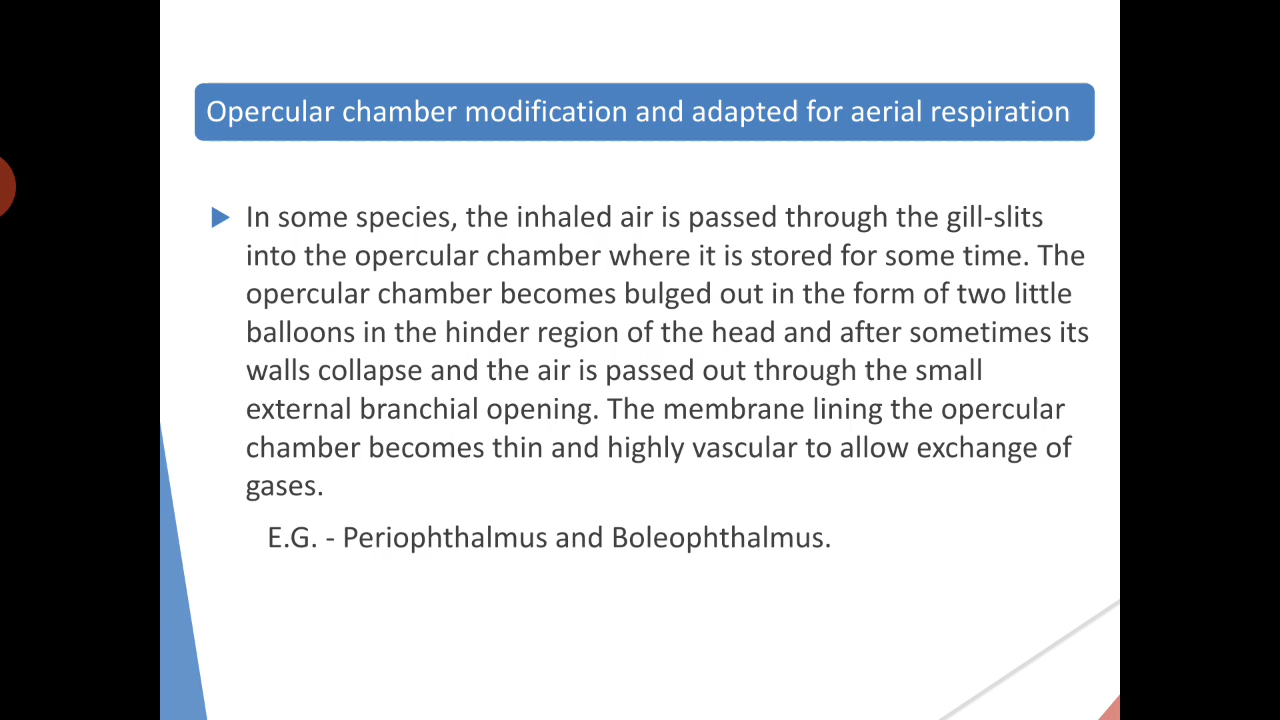 Opercular chamber modification and adapted for aerial respiration
In some species, the inhaled air is passed through the gill-slits
into the opercular chamber where it is stored for some time. The
opercular chamber becomes bulged out in the form of two little
balloons in the hinder region of the head and after sometimes its
walls collapse and the air is passed out through the small
external branchial opening. The membrane lining the opercular
chamber becomes thin and highly vascular to allow exchange of
gases.
E.G. - Periophthalmus and Boleophthalmus.